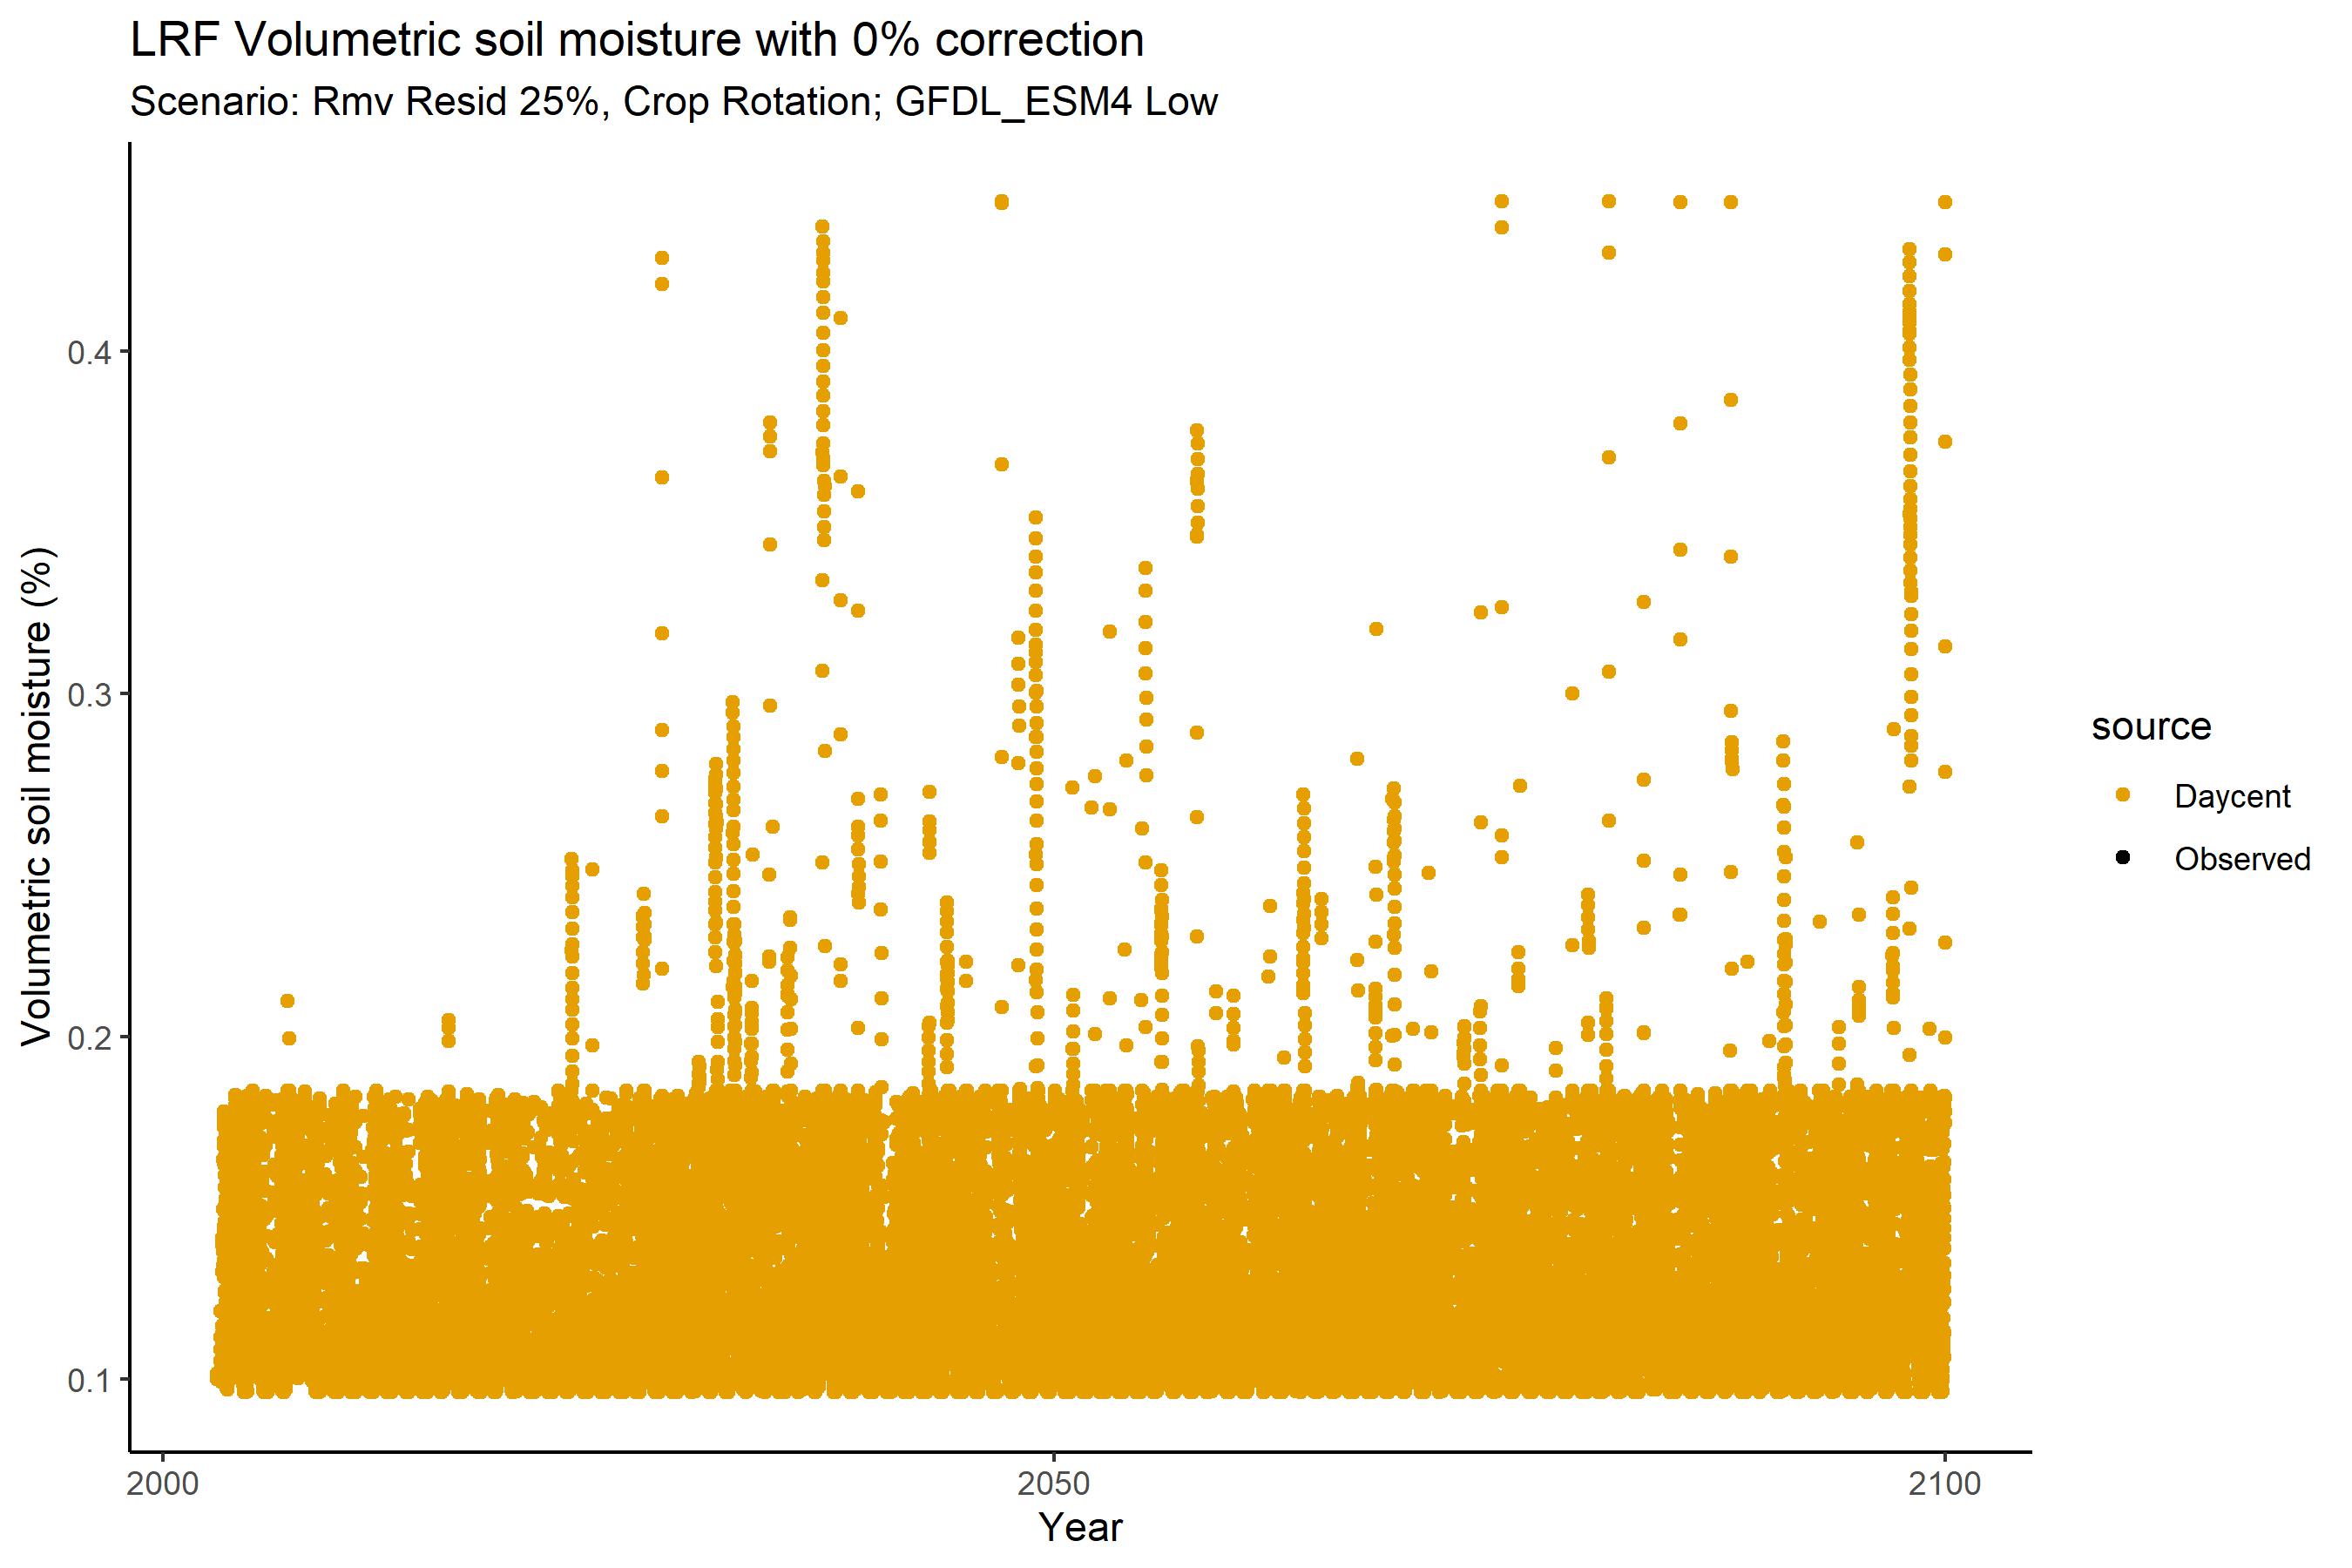 LRF Volumetric soil moisture with 0% correction
Scenario: Rmv Resid 25%, Crop Rotation; GFDL_ESM4 Low
Volumetric soil moisture (%)
0.4
0.3
0.2
0.1
2000
2050
2100
Year
source
Daycent
Observed